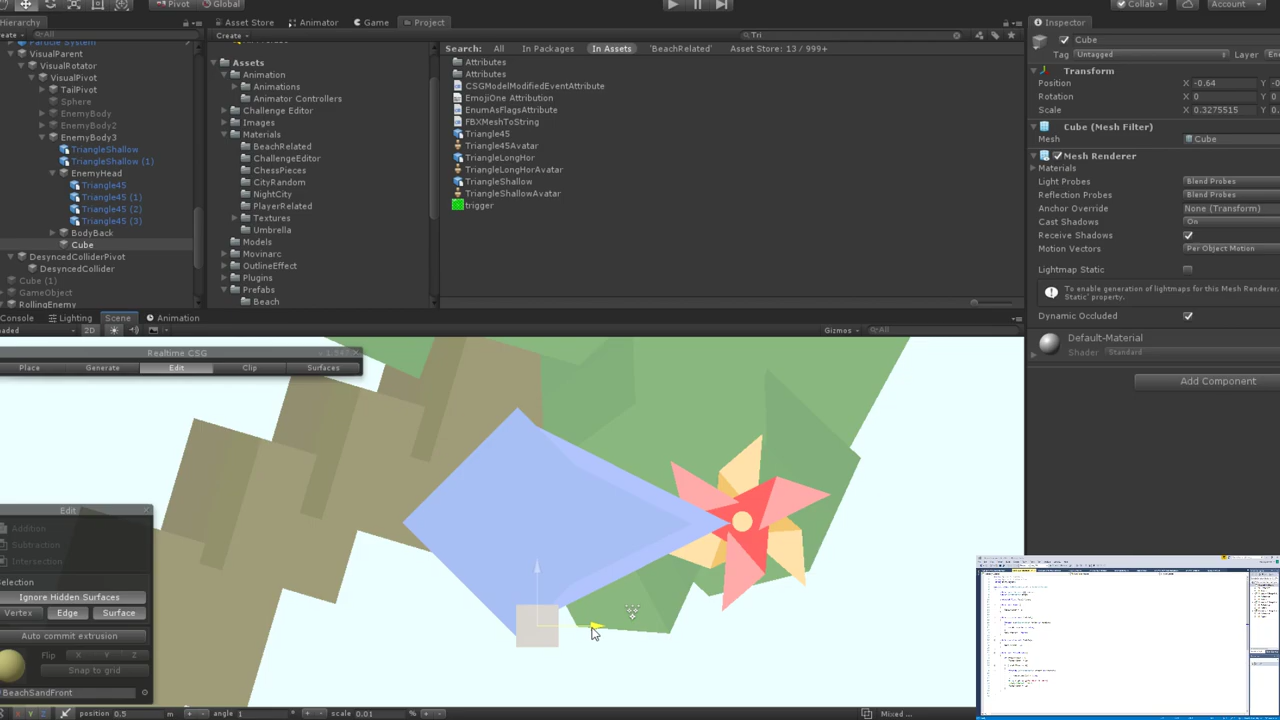 Pivot Global Collab Account
Hierarchy Asset Store Animator Game Project Inspector
Create All Create Tri
Particle System
VisualParent
VisualRotator
VisualPivot
TailPivot
Sphere
EnemyBody
EnemyBody2
EnemyBody3
TriangleShallow
TriangleShallow (1)
EnemyHead
Triangle45
Triangle45 (1)
Triangle45 (2)
Triangle45 (3)
BodyBack
Cube
DesyncedColliderPivot
DesyncedCollider
Cube (1)
GameObject
RollingEnemy
Assets
Animation
Animations
Animator Controllers
Challenge Editor
Images
Materials
BeachRelated
ChallengeEditor
ChessPieces
CityRandom
NightCity
PlayerRelated
Textures
Umbrella
Models
Movinarc
OutlineEffect
Plugins
Prefabs
Beach
Search: All In Packages In Assets 'BeachRelated' Asset Store: 13 / 999+
Attributes
Attributes
CSGModelModifiedEventAttribute
EmojiOne Attribution
EnumAsFlagsAttribute
FBXMeshToString
Triangle45
Triangle45Avatar
TriangleLongHor
TriangleLongHorAvatar
TriangleShallow
TriangleShallowAvatar
trigger
Cube
Tag Untagged Layer
Transform
Position X -0.64
Rotation X 0 Y 0
Scale X 0.3275515 Y
Cube (Mesh Filter)
Mesh Cube
Mesh Renderer
Materials
Light Probes Blend Probes
Reflection Probes Blend Probes
Anchor Override None (Transform)
Cast Shadows On
Receive Shadows
Motion Vectors Per Object Motion
Lightmap Static
To enable generation of lightmaps for this Mesh Renderer,
Static' property.
Dynamic Occluded
Default-Material
Shader Standard
Add Component
Console Lighting Scene Animation
2D Gizmos All
Realtime CSG
Place Generate Edit Clip Surfaces
Edit
Addition
Subtraction
Intersection
Selection
Ignore Hidden Surfaces
Vertex Edge Surface
Auto commit extrusion
Flip X Y Z
Snap to grid
BeachSandFront
X Y Z position 0.5 m - + angle 1 ° - + scale 0.01 % - + Mixed ...